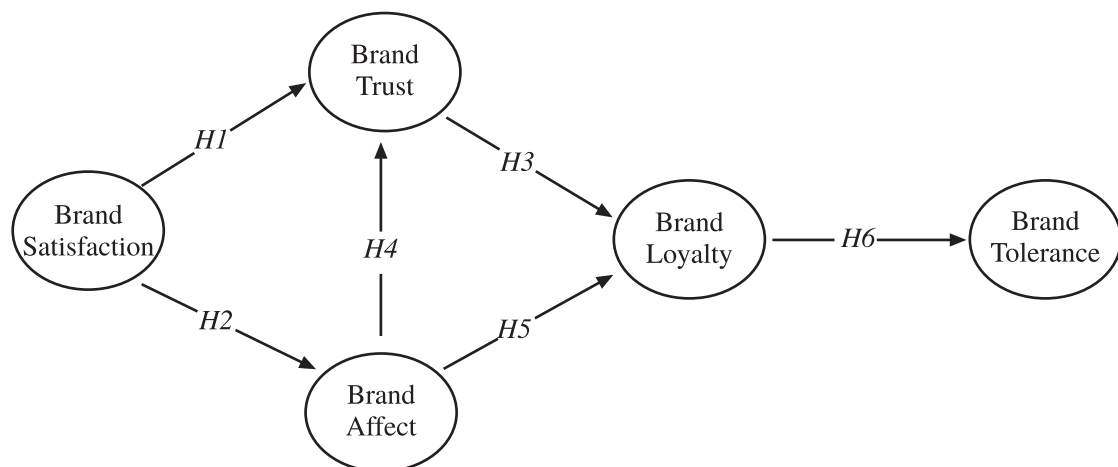 Brand
Trust
H1
H3
Brand
Satisfaction
H4
Brand
Loyalty
H6
Brand
Tolerance
H2
H5
Brand
Affect